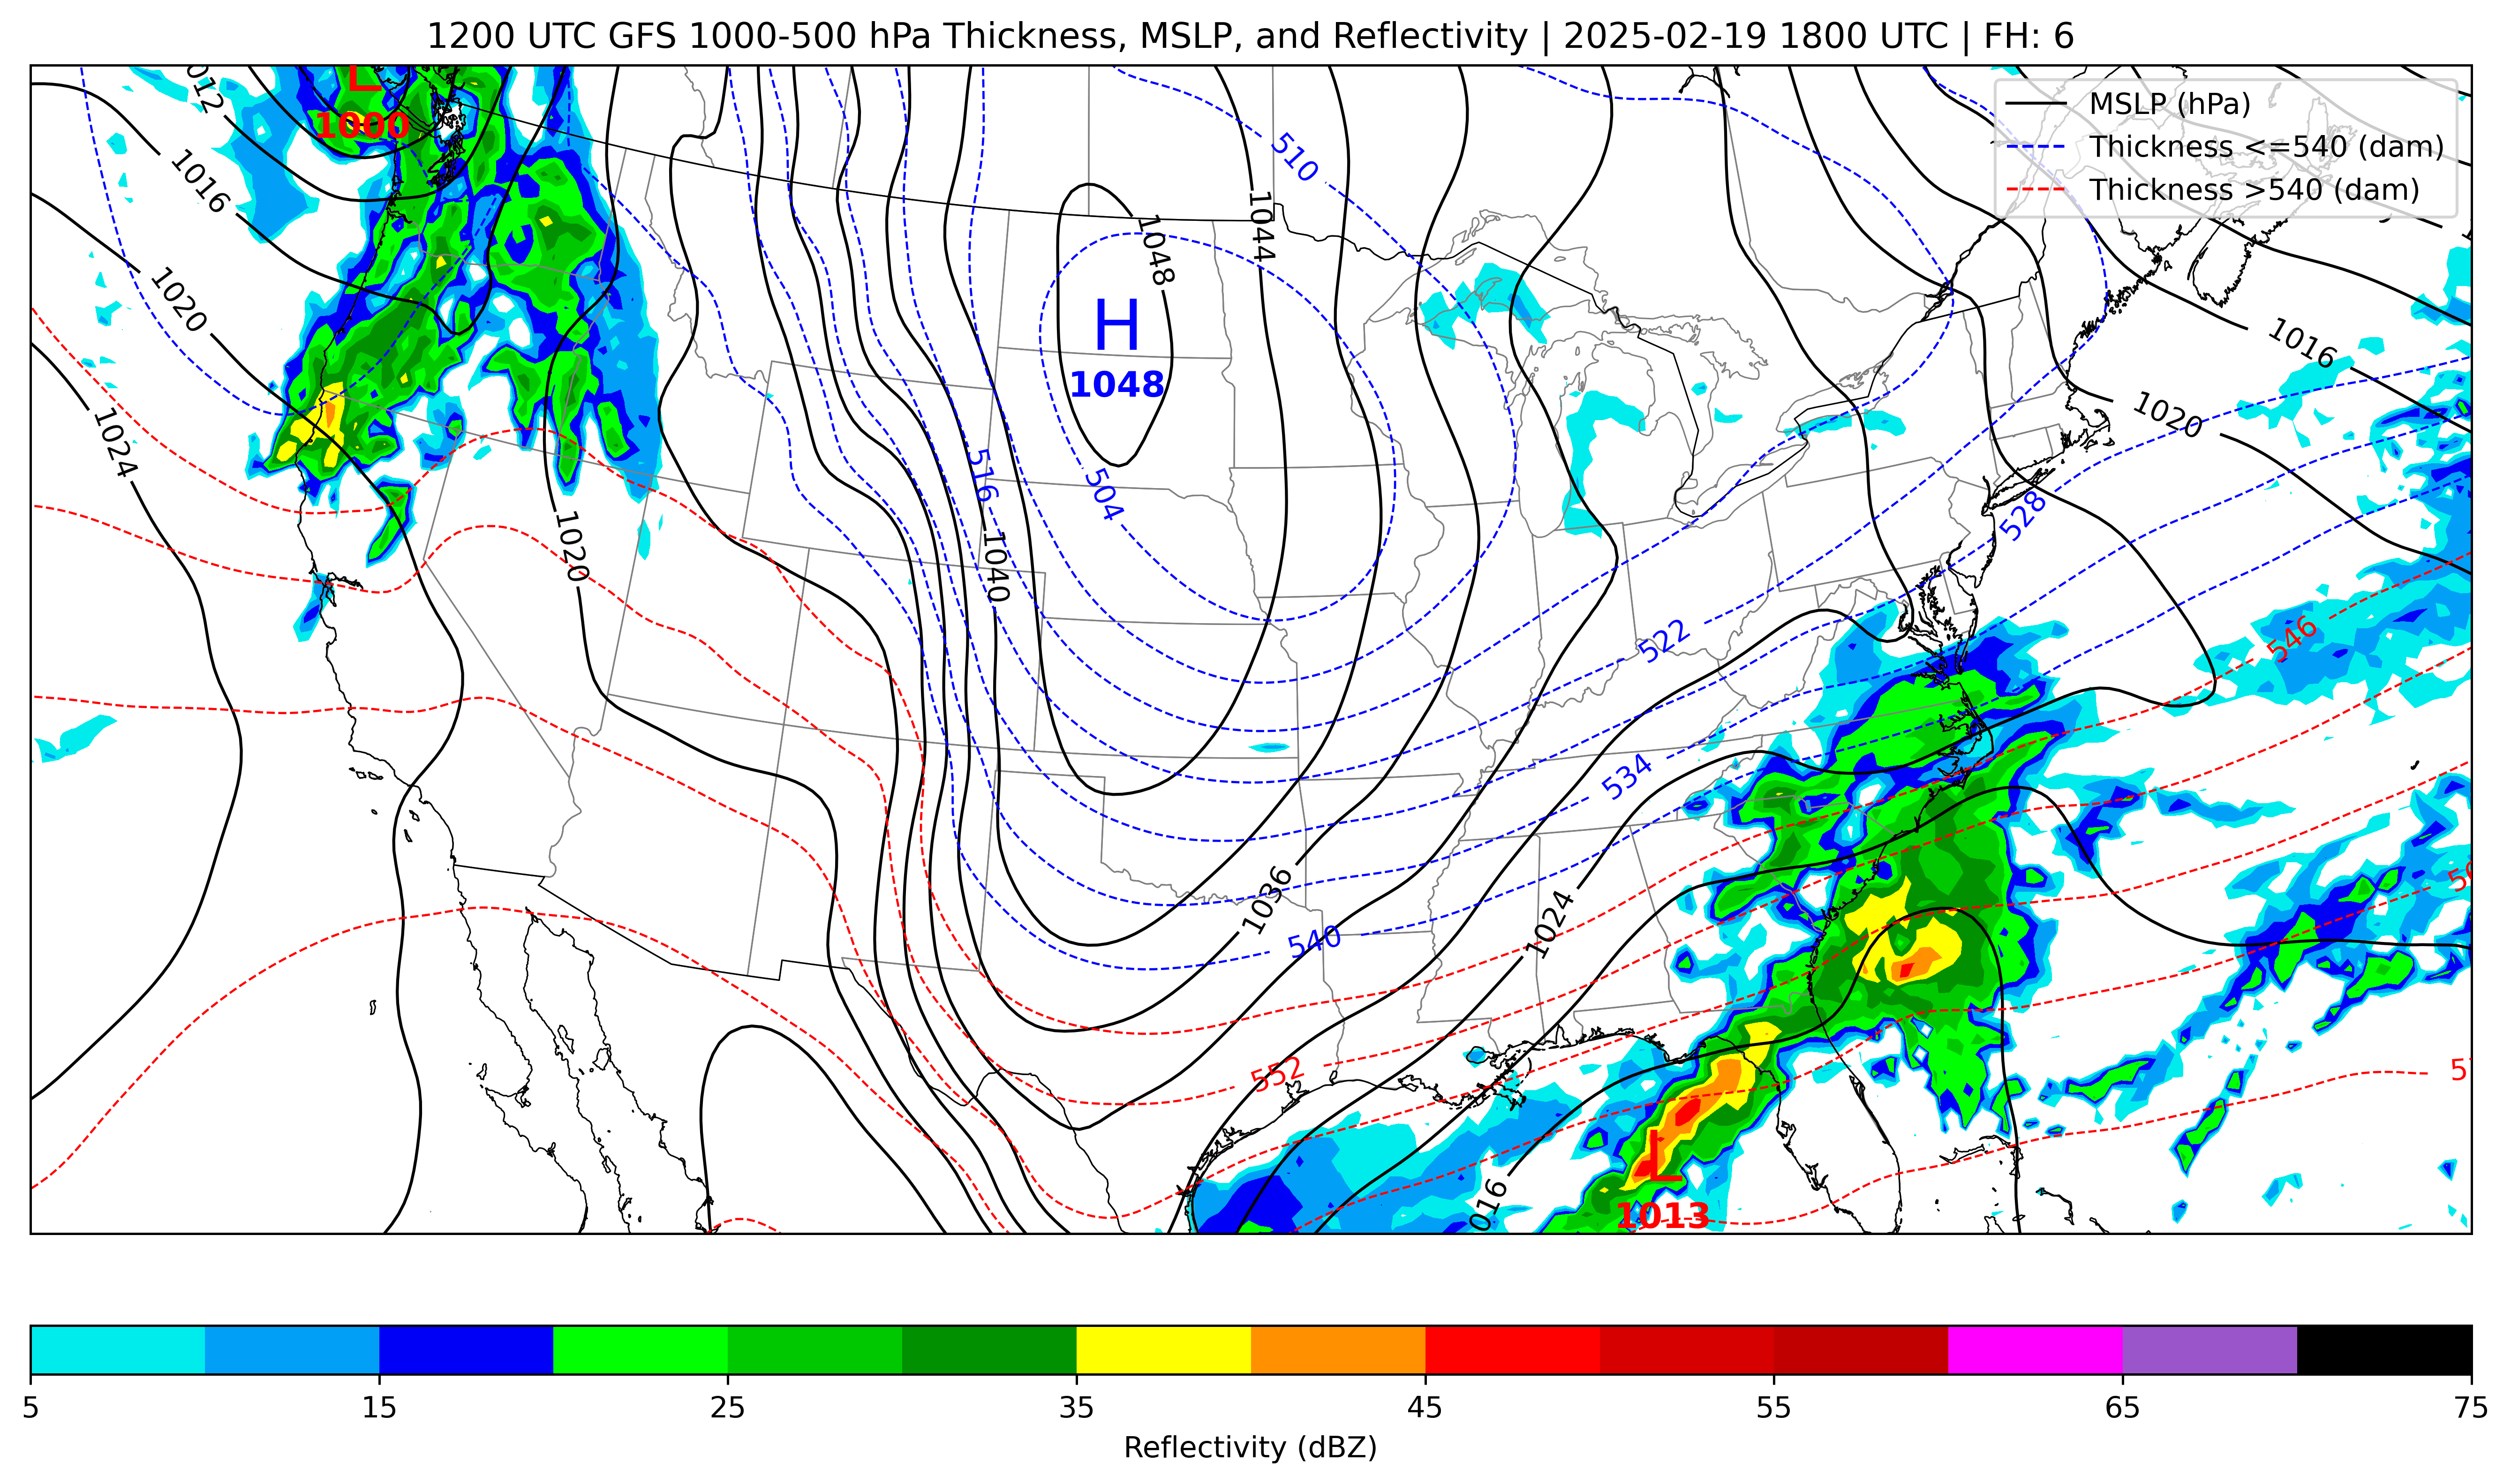 1200 UTC GFS 1000-500 hPa Thickness, MSLP, and Reflectivity | 2025-02-19 1800 UTC | FH: 6
MSLP (hPa)
Thickness <=540 (dam)
Thickness >540 (dam)
L
1000
1012
1016
1020
1024
1020
510
1044
1048
H
1048
504
516
1040
1016
1020
528
522
534
546
1036
540
1024
552
L
1013
016
5 15 25 35 45 55 65 75
Reflectivity (dBZ)